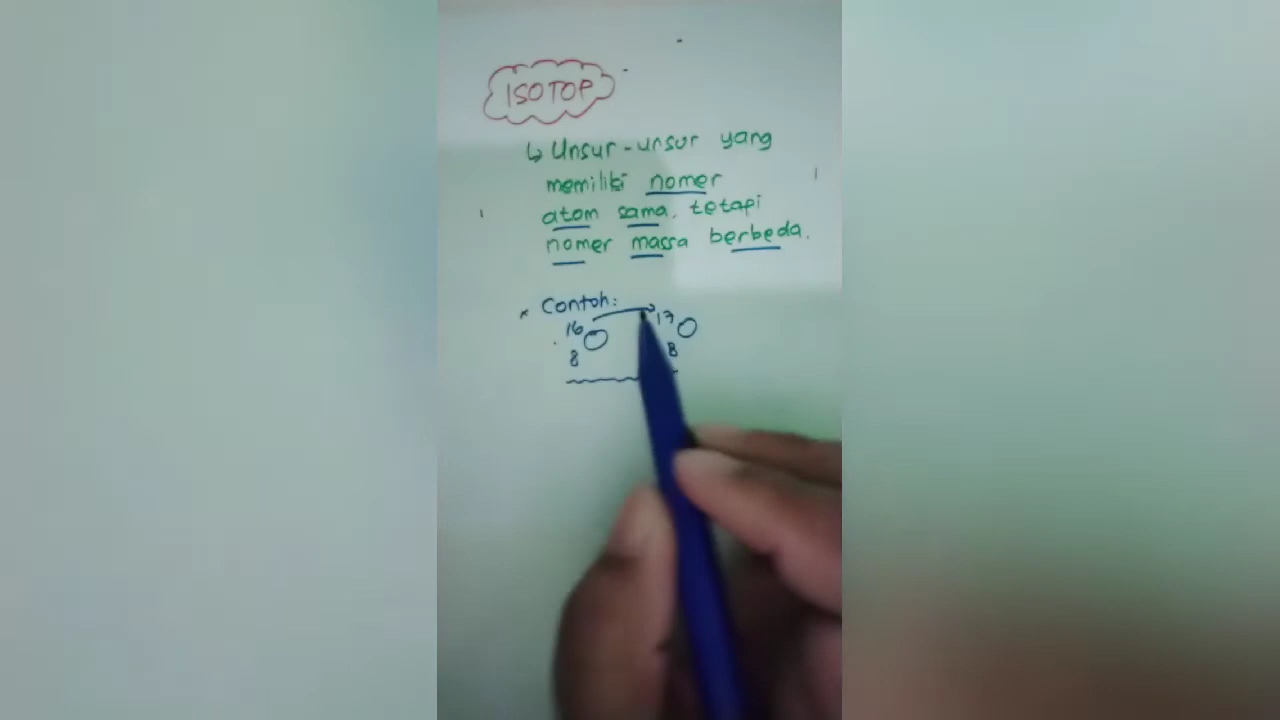 ISOTOP
↳ Unsur-unsur yang
memiliki nomer
atom sama, tetapi
nomer massa berbeda.
* Contoh:
16 17
O O
8 8